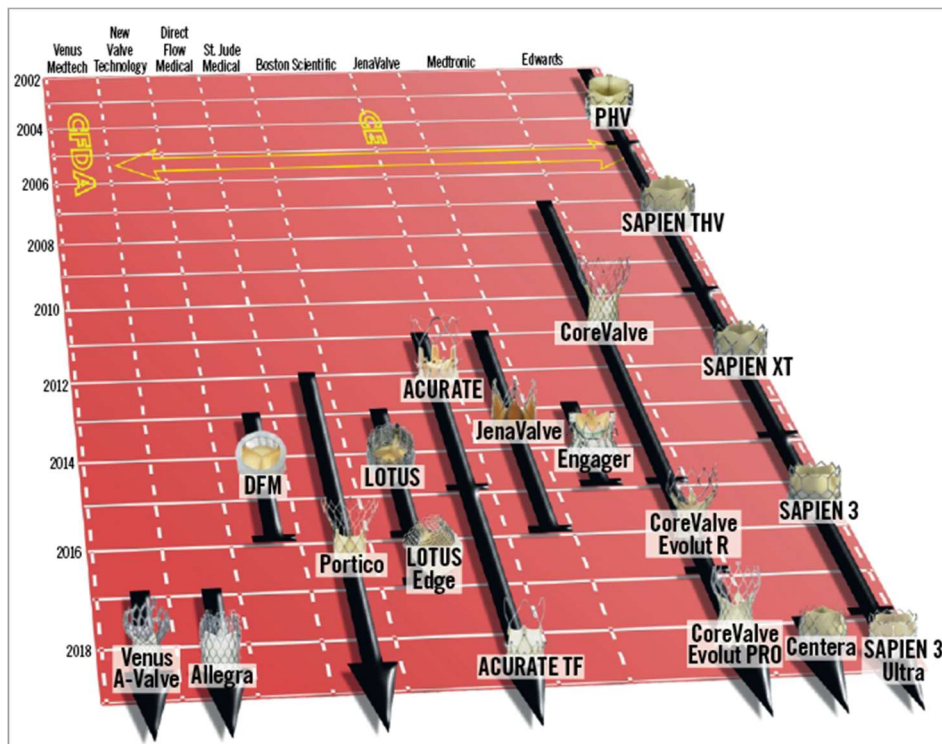 Venus
Medtech
New
Valve
Technology
Direct
Flow
Medical
St. Jude
Medical
Boston Scientific
JenaValve
Medtronic
Edwards
2002
2004
2006
2008
2010
2012
2014
2016
2018
CFDA
CE
PHV
SAPIEN THV
CoreValve
SAPIEN XT
ACURATE
JenaValve
Engager
DFM
LOTUS
SAPIEN 3
CoreValve
Evolut R
Portico
LOTUS
Edge
Venus
A-Valve
Allegra
ACURATE TF
CoreValve
Evolut PRO
Centera
SAPIEN 3
Ultra